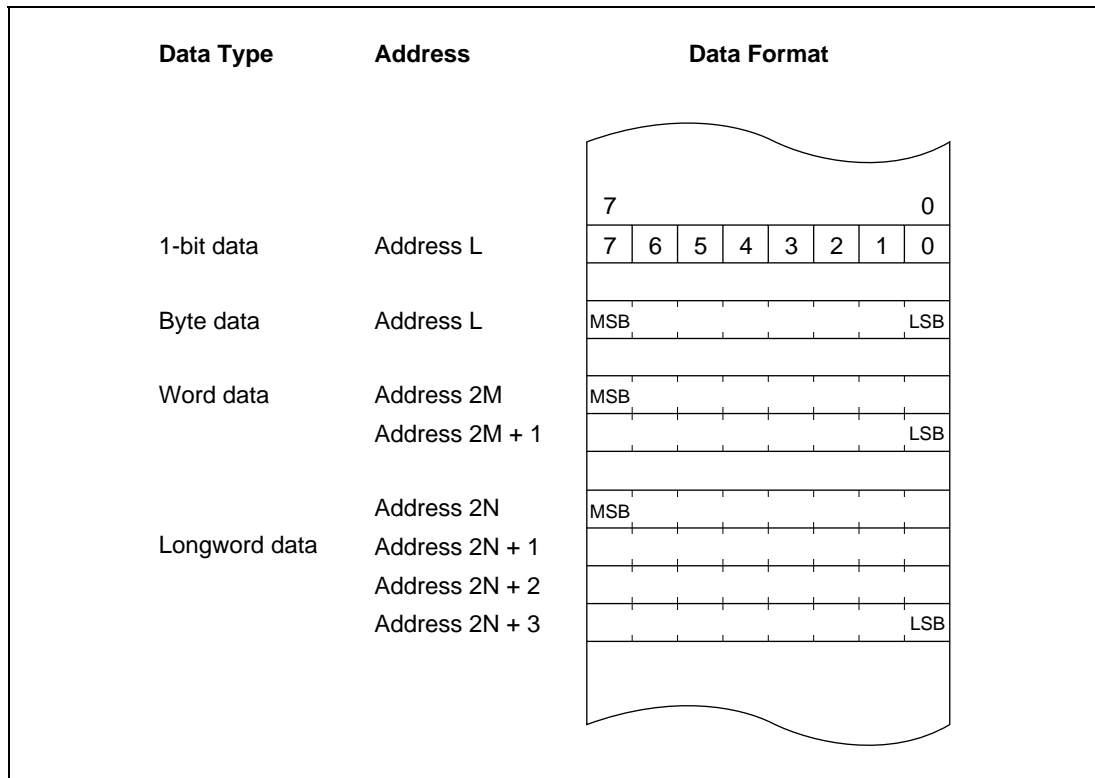 Data Type Address Data Format
7 0
1-bit data Address L 7 6 5 4 3 2 1 0
Byte data Address L MSB LSB
Word data Address 2M MSB
Address 2M + 1 LSB
Address 2N MSB
Longword data Address 2N + 1
Address 2N + 2
Address 2N + 3 LSB